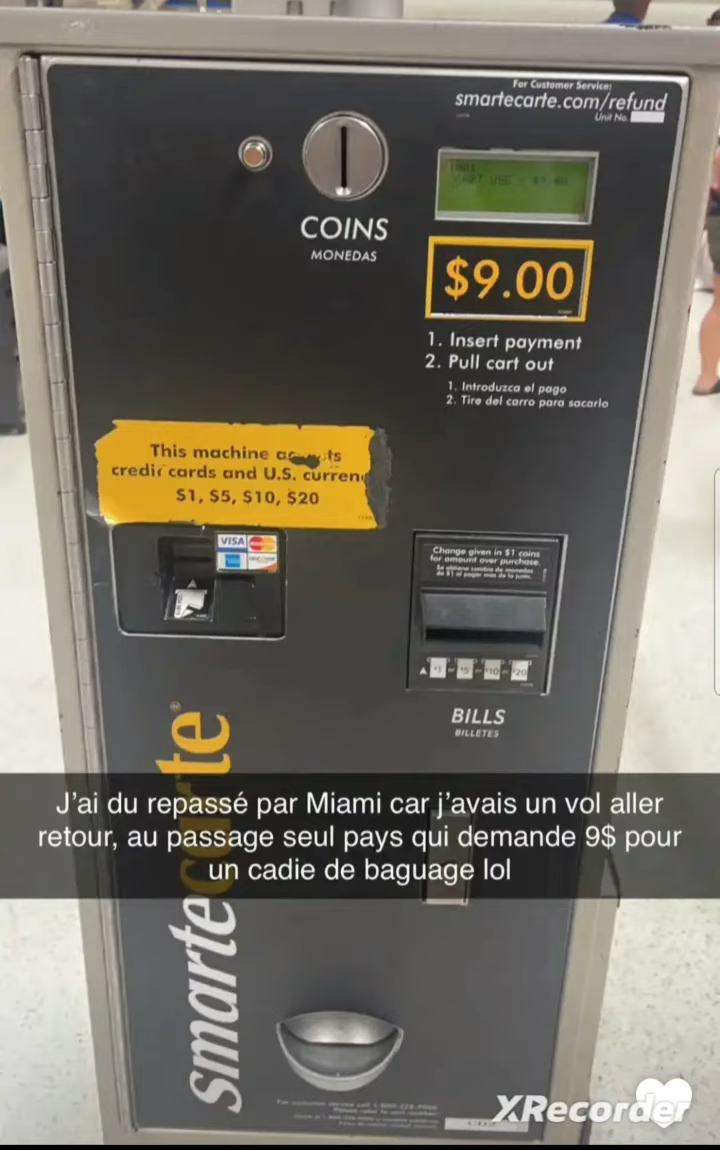 For Customer Service:
smartecarte.com/refund
Unit No.
COINS
MONEDAS
$9.00
1. Insert payment
2. Pull cart out
1. Introduzca el pago
2. Tire del carro para sacarlo
This machine
credit cards and U.S.
$1, $5, $10, $20
VISA
Change given in $1 coins
for amount over purchase.
$1 or $5 or $10 or $20
BILLS
BILLETES
J'ai du repassé par Miami car j'avais un vol aller
retour, au passage seul pays qui demande 9$ pour
un cadie de baguage lol
smartecarte
XRecorder